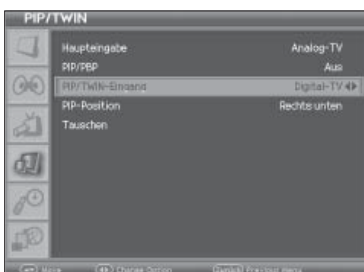 PIP/TWIN
Haupteingabe Analog-TV
PIP/PBP Aus
PIP/TWIN-Eingang Digital-TV
PIP-Position Rechts unten
Tauschen
Move Change Option Previous menu